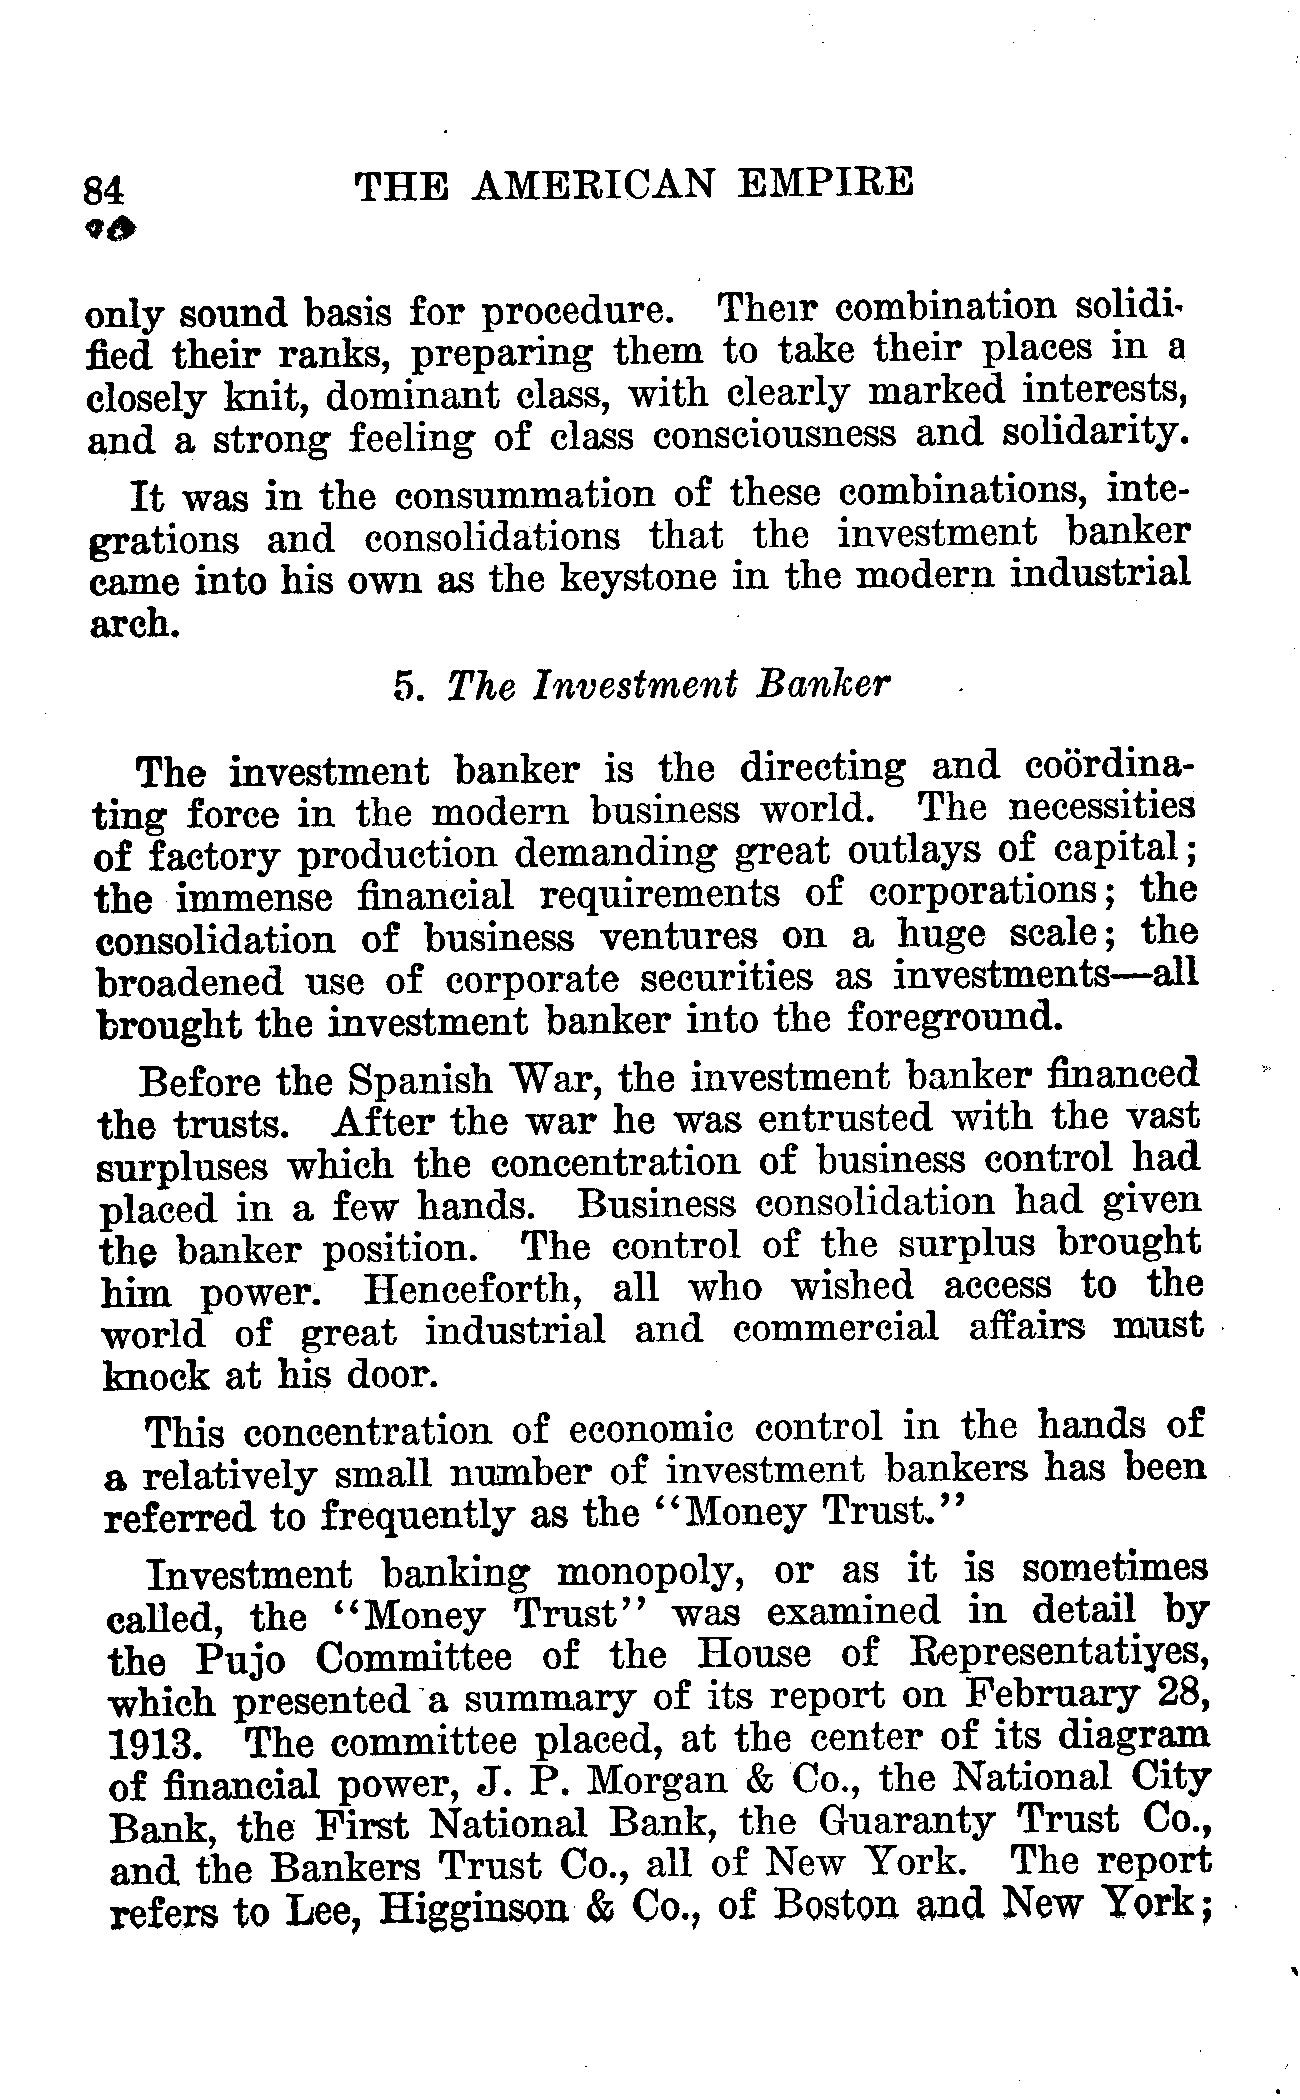 84 THE AMERICAN EMPIRE
only sound basis for procedure. Their combination solidi-
fied their ranks, preparing them to take their places in a
closely knit, dominant class, with clearly marked interests,
and a strong feeling of class consciousness and solidarity.
It was in the consummation of these combinations, inte-
grations and consolidations that the investment banker
came into his own as the keystone in the modern industrial
arch.
5. The Investment Banker
The investment banker is the directing and coördina-
ting force in the modern business world. The necessities
of factory production demanding great outlays of capital;
the immense financial requirements of corporations; the
consolidation of business ventures on a huge scale; the
broadened use of corporate securities as investments—all
brought the investment banker into the foreground.
Before the Spanish War, the investment banker financed
the trusts. After the war he was entrusted with the vast
surpluses which the concentration of business control had
placed in a few hands. Business consolidation had given
the banker position. The control of the surplus brought
him power. Henceforth, all who wished access to the
world of great industrial and commercial affairs must
knock at his door.
This concentration of economic control in the hands of
a relatively small number of investment bankers has been
referred to frequently as the "Money Trust."
Investment banking monopoly, or as it is sometimes
called, the "Money Trust" was examined in detail by
the Pujo Committee of the House of Representatives,
which presented a summary of its report on February 28,
1913. The committee placed, at the center of its diagram
of financial power, J. P. Morgan & Co., the National City
Bank, the First National Bank, the Guaranty Trust Co.,
and the Bankers Trust Co., all of New York. The report
refers to Lee, Higginson & Co., of Boston and New York;